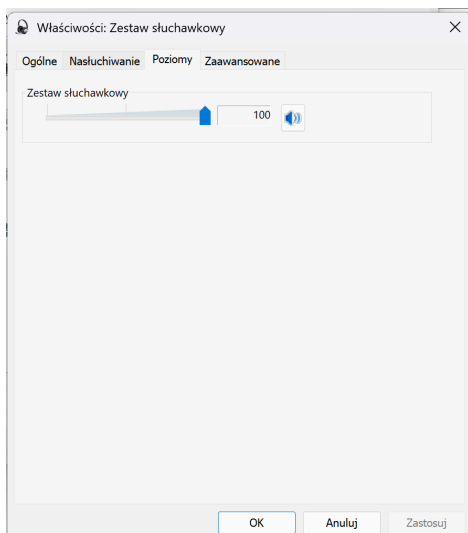 Właściwości: Zestaw słuchawkowy
Ogólne Nasłuchiwanie Poziomy Zaawansowane
Zestaw słuchawkowy
100
OK Anuluj Zastosuj